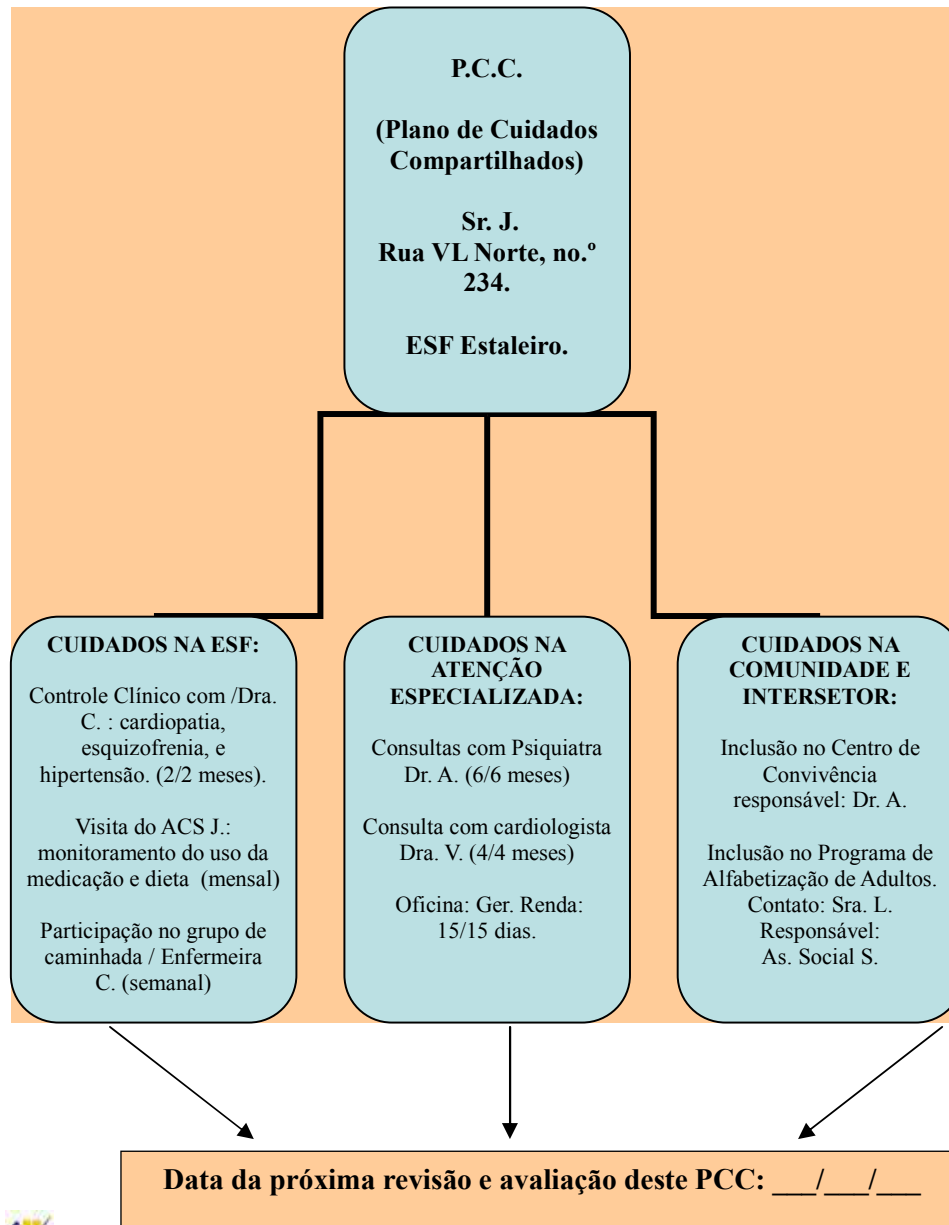 P.C.C.
(Plano de Cuidados
Compartilhados)
Sr. J.
Rua VL Norte, no.º
234.
ESF Estaleiro.
CUIDADOS NA ESF:
Controle Clínico com /Dra.
C. : cardiopatia,
esquizofrenia, e
hipertensão. (2/2 meses).
Visita do ACS J.:
monitoramento do uso da
medicação e dieta (mensal)
Participação no grupo de
caminhada / Enfermeira
C. (semanal)
CUIDADOS NA
ATENÇÃO
ESPECIALIZADA:
Consultas com Psiquiatra
Dr. A. (6/6 meses)
Consulta com cardiologista
Dra. V. (4/4 meses)
Oficina: Ger. Renda:
15/15 dias.
CUIDADOS NA
COMUNIDADE E
INTERSETOR:
Inclusão no Centro de
Convivência
responsável: Dr. A.
Inclusão no Programa de
Alfabetização de Adultos.
Contato: Sra. L.
Responsável:
As. Social S.
Data da próxima revisão e avaliação deste PCC: ___/___/___